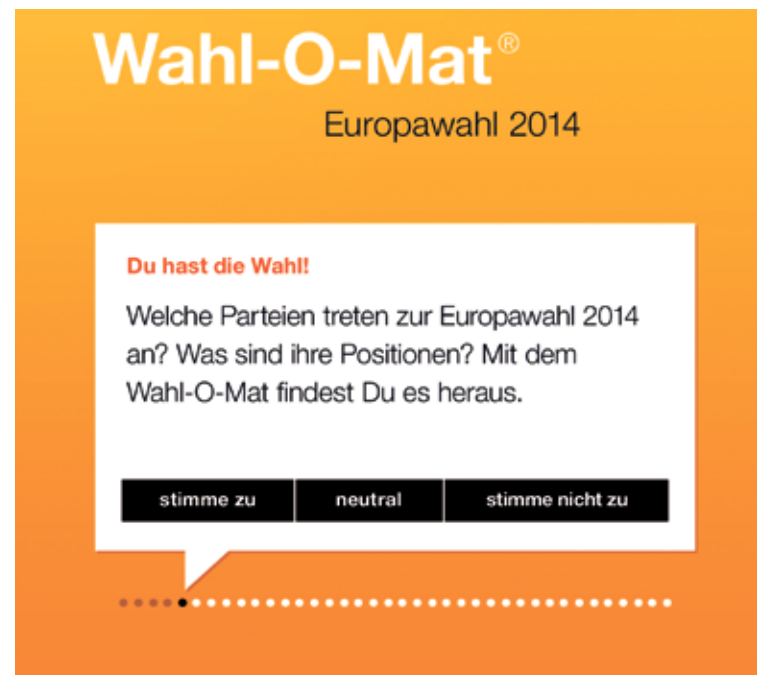 Wahl-O-Mat®
Europawahl 2014
Du hast die Wahl!
Welche Parteien treten zur Europawahl 2014
an? Was sind ihre Positionen? Mit dem
Wahl-O-Mat findest Du es heraus.
stimme zu neutral stimme nicht zu